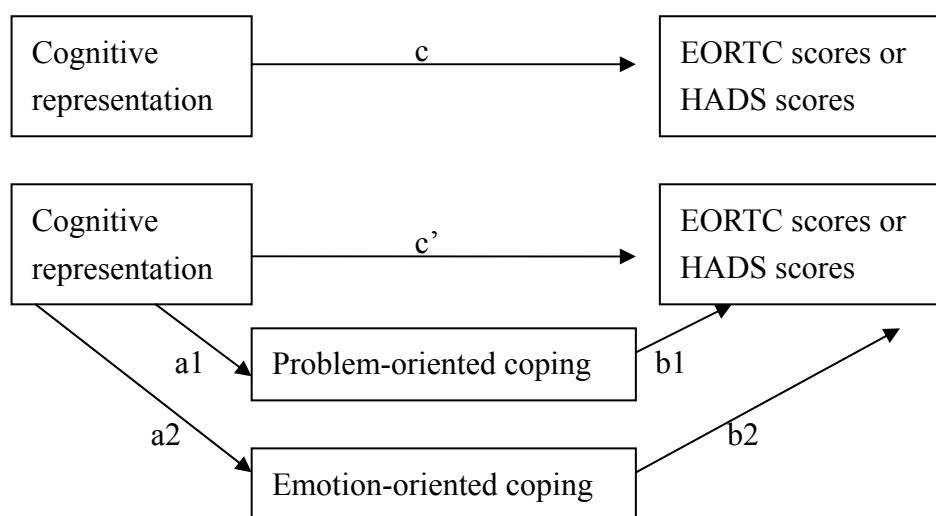 Cognitive
representation
c
EORTC scores or
HADS scores
Cognitive
representation
c’
EORTC scores or
HADS scores
a1
Problem-oriented coping
b1
a2
Emotion-oriented coping
b2